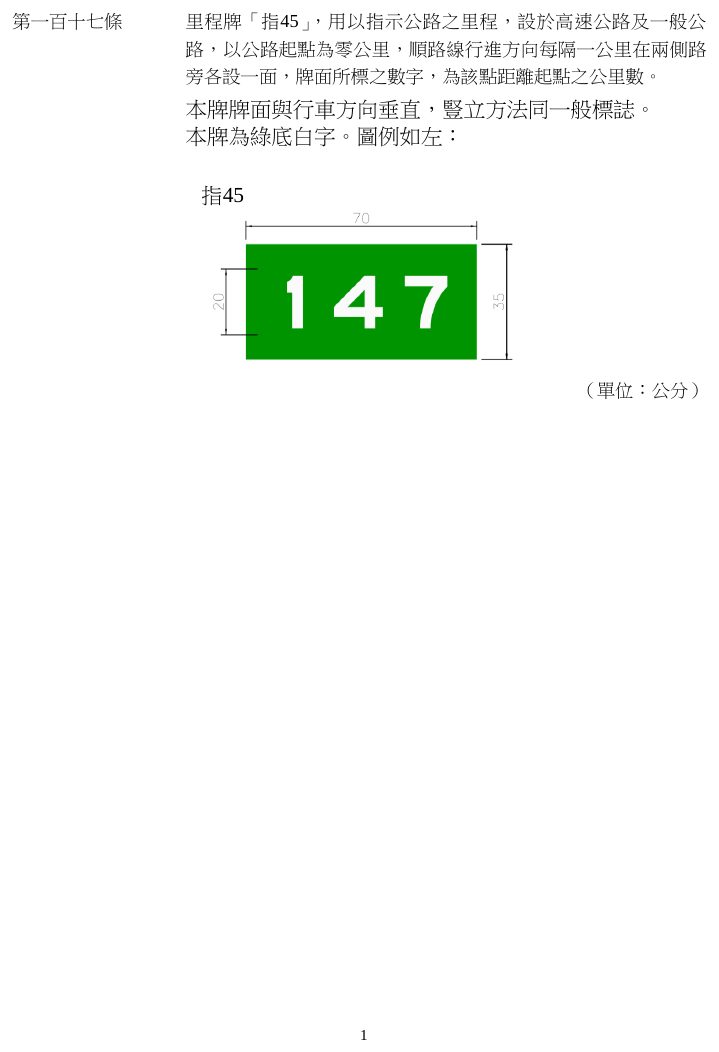 第一百十七條 里程牌「指45」，用以指示公路之里程，設於高速公路及一般公
路，以公路起點為零公里，順路線行進方向每隔一公里在兩側路
旁各設一面，牌面所標之數字，為該點距離起點之公里數。
本牌牌面與行車方向垂直，豎立方法同一般標誌。
本牌為綠底白字。圖例如左：
指45
70
20
147
35
（單位：公分）
1